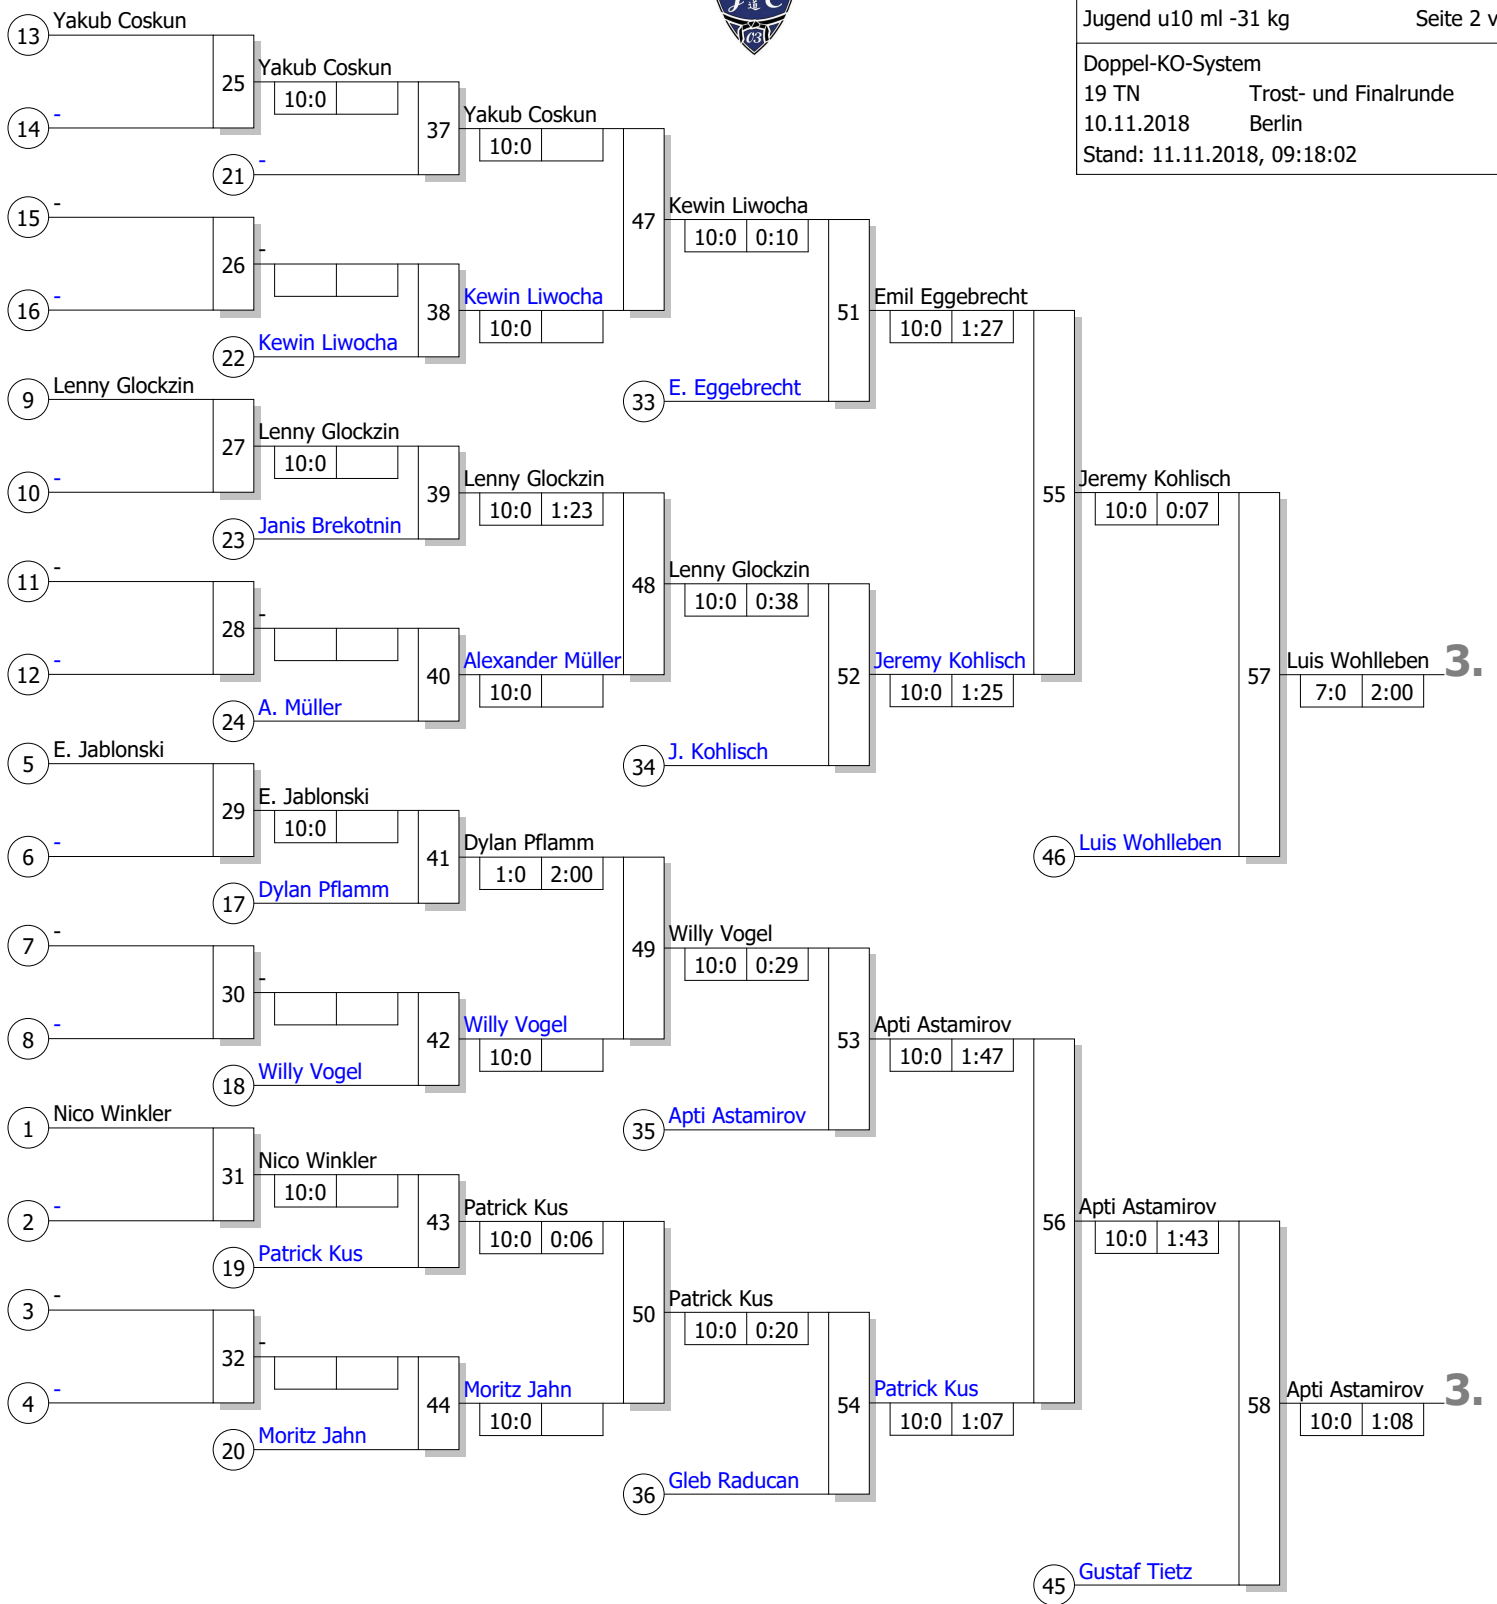 J C
道
03
Jugend u10 ml -31 kg Seite 2 v
Doppel-KO-System
19 TN Trost- und Finalrunde
10.11.2018 Berlin
Stand: 11.11.2018, 09:18:02
13 Yakub Coskun
14 -
25 Yakub Coskun
10:0
21 -
37 Yakub Coskun
10:0
15 -
16 -
26 -
22 Kewin Liwocha
38 Kewin Liwocha
10:0
47 Kewin Liwocha
10:0 0:10
33 E. Eggebrecht
51 Emil Eggebrecht
10:0 1:27
9 Lenny Glockzin
10 -
27 Lenny Glockzin
10:0
23 Janis Brekotnin
39 Lenny Glockzin
10:0 1:23
11 -
12 -
28 -
24 A. Müller
40 Alexander Müller
10:0
48 Lenny Glockzin
10:0 0:38
34 J. Kohlisch
52 Jeremy Kohlisch
10:0 1:25
55 Jeremy Kohlisch
10:0 0:07
46 Luis Wohlleben
57 Luis Wohlleben 3.
7:0 2:00
5 E. Jablonski
6 -
29 E. Jablonski
10:0
17 Dylan Pflamm
41 Dylan Pflamm
1:0 2:00
7 -
8 -
30 -
18 Willy Vogel
42 Willy Vogel
10:0
49 Willy Vogel
10:0 0:29
35 Apti Astamirov
53 Apti Astamirov
10:0 1:47
1 Nico Winkler
2 -
31 Nico Winkler
10:0
19 Patrick Kus
43 Patrick Kus
10:0 0:06
3 -
4 -
32 -
20 Moritz Jahn
44 Moritz Jahn
10:0
50 Patrick Kus
10:0 0:20
36 Gleb Raducan
54 Patrick Kus
10:0 1:07
56 Apti Astamirov
10:0 1:43
45 Gustaf Tietz
58 Apti Astamirov 3.
10:0 1:08